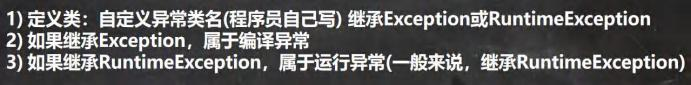 1) 定义类：自定义异常类名(程序员自己写) 继承Exception或RuntimeException
2) 如果继承Exception，属于编译异常
3) 如果继承RuntimeException，属于运行异常(一般来说，继承RuntimeException)